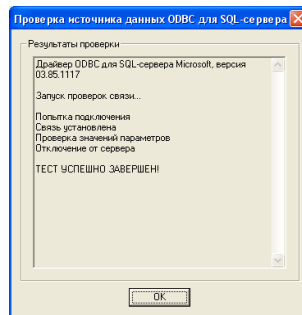 Проверка источника данных ODBC для SQL-сервера
Результаты проверки
Драйвер ODBC для SQL-сервера Microsoft, версия
03.85.1117
Запуск проверок связи...
Попытка подключения
Связь установлена
Проверка значений параметров
Отключение от сервера
ТЕСТ УСПЕШНО ЗАВЕРШЕН!
OK